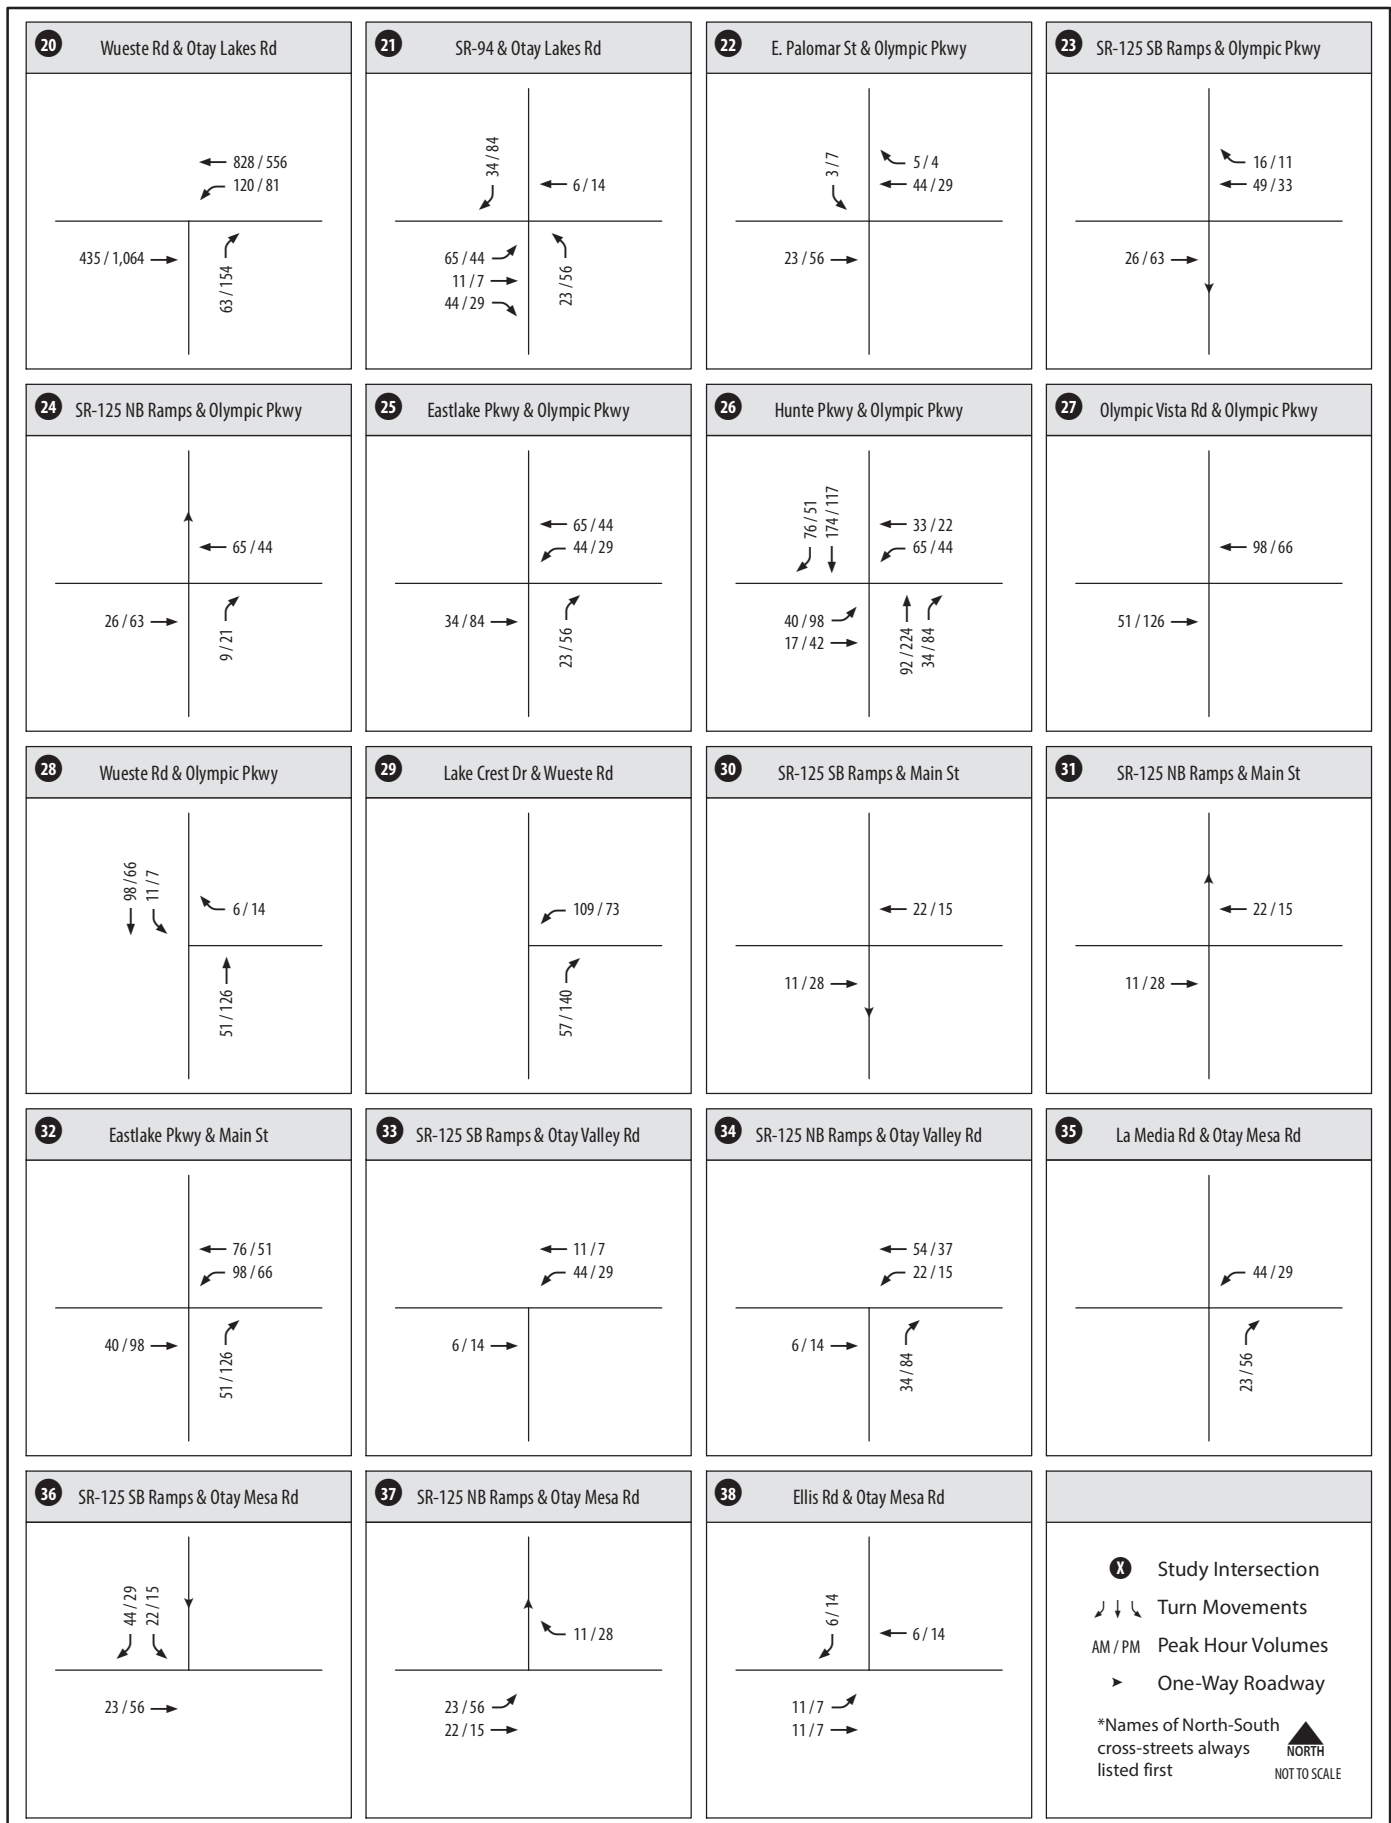 20 Wueste Rd & Otay Lakes Rd
828 / 556
120 / 81
435 / 1,064
63 / 154
21 SR-94 & Otay Lakes Rd
34 / 84
6 / 14
65 / 44
11 / 7
44 / 29
23 / 56
22 E. Palomar St & Olympic Pkwy
3 / 7
5 / 4
44 / 29
23 / 56
23 SR-125 SB Ramps & Olympic Pkwy
16 / 11
49 / 33
26 / 63
24 SR-125 NB Ramps & Olympic Pkwy
65 / 44
26 / 63
9 / 21
25 Eastlake Pkwy & Olympic Pkwy
65 / 44
44 / 29
34 / 84
23 / 56
26 Hunte Pkwy & Olympic Pkwy
76 / 51
174 / 117
33 / 22
65 / 44
40 / 98
17 / 42
92 / 224
34 / 84
27 Olympic Vista Rd & Olympic Pkwy
98 / 66
51 / 126
28 Wueste Rd & Olympic Pkwy
98 / 66
11 / 7
6 / 14
51 / 126
29 Lake Crest Dr & Wueste Rd
109 / 73
57 / 140
30 SR-125 SB Ramps & Main St
22 / 15
11 / 28
31 SR-125 NB Ramps & Main St
22 / 15
11 / 28
32 Eastlake Pkwy & Main St
76 / 51
98 / 66
40 / 98
51 / 126
33 SR-125 SB Ramps & Otay Valley Rd
11 / 7
44 / 29
6 / 14
34 SR-125 NB Ramps & Otay Valley Rd
54 / 37
22 / 15
6 / 14
34 / 84
35 La Media Rd & Otay Mesa Rd
44 / 29
23 / 56
36 SR-125 SB Ramps & Otay Mesa Rd
44 / 29
22 / 15
23 / 56
37 SR-125 NB Ramps & Otay Mesa Rd
11 / 28
23 / 56
22 / 15
38 Ellis Rd & Otay Mesa Rd
6 / 14
6 / 14
11 / 7
11 / 7
X Study Intersection
Turn Movements
AM / PM Peak Hour Volumes
One-Way Roadway
*Names of North-South
cross-streets always
listed first
NORTH
NOT TO SCALE